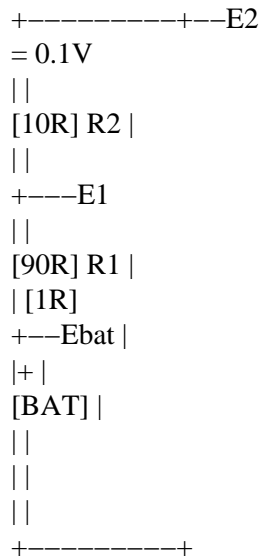 +−−−−−−−−−+−−E2
= 0.1V
| |
[10R] R2 |
| |
+−−−E1
| |
[90R] R1 |
| [1R]
+−−Ebat |
|+ |
[BAT] |
| |
| |
| |
+−−−−−−−−−+